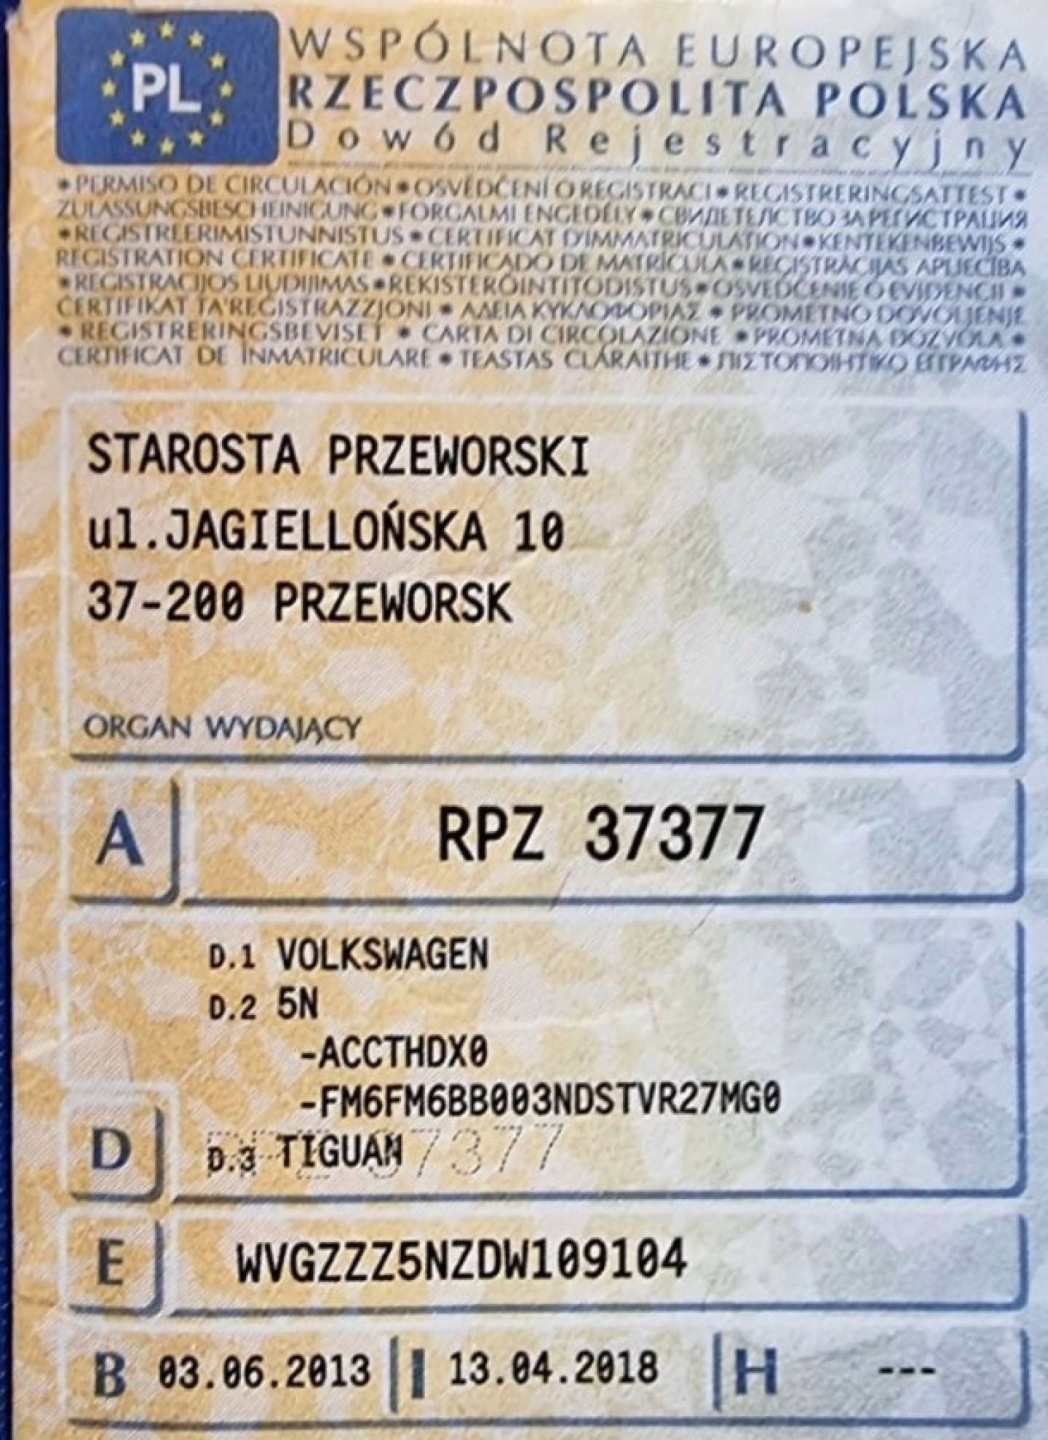 PL
WSPÓLNOTA EUROPEJSKA
RZECZPOSPOLITA POLSKA
Dowód Rejestracyjny
•PERMISO DE CIRCULACIÓN•OSVĚDČENÍ O REGISTRACI•REGISTRERINGSATTEST•
ZULASSUNGSBESCHEINIGUNG•FORGALMI ENGEDÉLY•СВИДЕТЕЛСТВО ЗА РЕГИСТРАЦИЯ
•REGISTREERIMISTUNNISTUS•CERTIFICAT D'IMMATRICULATION•KENTEKENBEWIJS•
REGISTRATION CERTIFICATE•CERTIFICADO DE MATRÍCULA•REGISTRĀCIJAS APLIECĪBA
•REGISTRACIJOS LIUDIJIMAS•REKISTERÖINTITODISTUS•OSVEDČENIE O EVIDENCII•
CERTIFIKAT TA'REĠISTRAZZJONI•ΑΔΕΙΑ ΚΥΚΛΟΦΟΡΙΑΣ•PROMETNO DOVOLJENJE
•REGISTRERINGSBEVISET•CARTA DI CIRCOLAZIONE•PROMETNA DOZVOLA•
CERTIFICAT DE ÎNMATRICULARE•TEASTAS CLÁRAITHE•ΠΙΣΤΟΠΟΙΗΤΙΚΟ ΕΓΓΡΑΦΗΣ
STAROSTA PRZEWORSKI
ul.JAGIELLOŃSKA 10
37-200 PRZEWORSK
ORGAN WYDAJĄCY
A RPZ 37377
D.1 VOLKSWAGEN
D.2 5N
-ACCTHDX0
-FM6FM6BB003NDSTVR27MG0
D D.3 TIGUAN
RPZ 37377
E WVGZZZ5NZDW109104
B 03.06.2013 I 13.04.2018 H ---